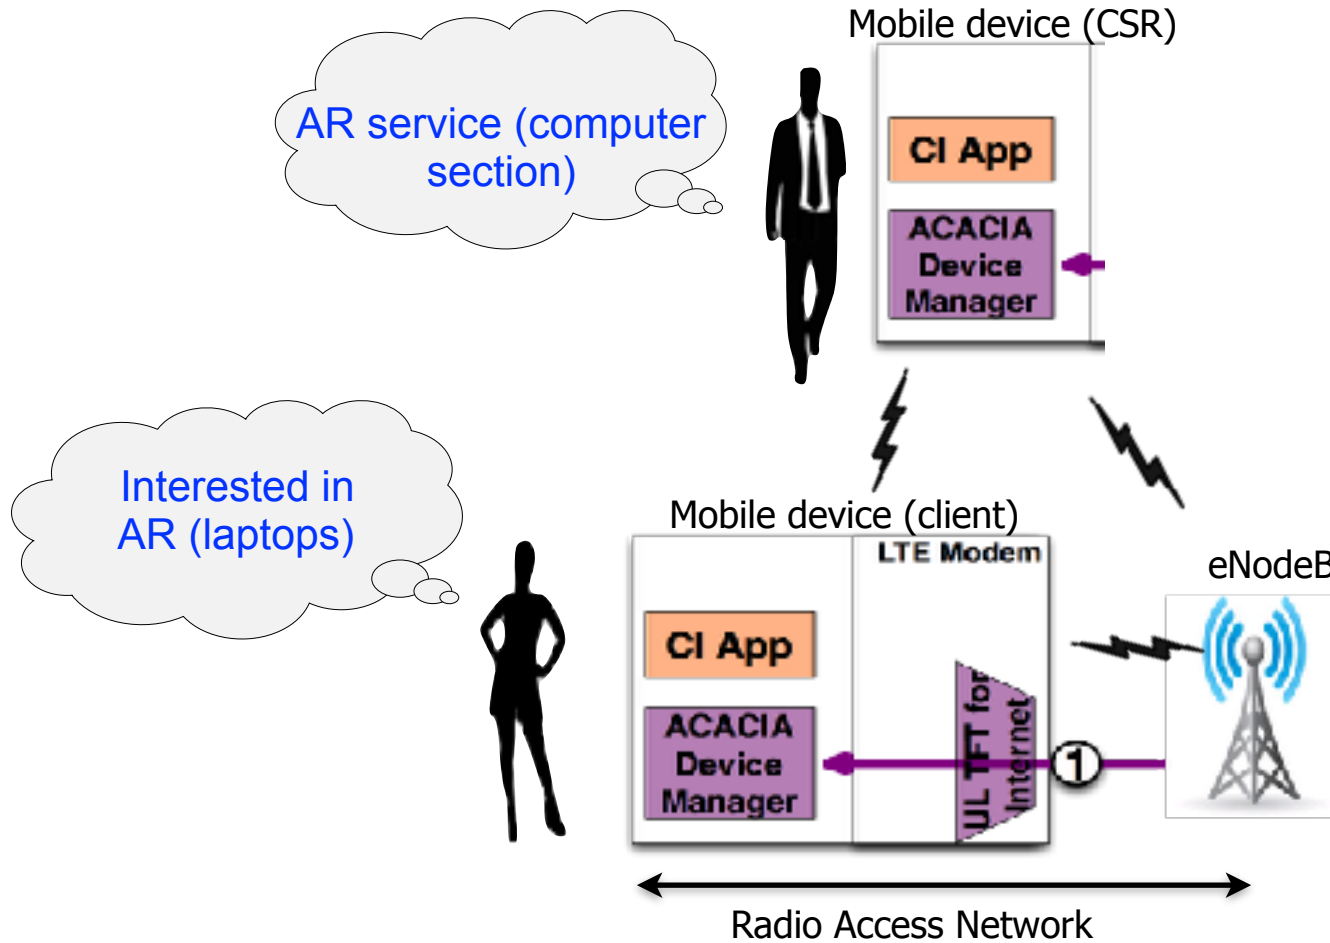 Mobile device (CSR)
AR service (computer
section)
CI App
ACACIA
Device
Manager
Interested in
AR (laptops)
Mobile device (client)
LTE Modem
eNodeB
CI App
ACACIA
Device
Manager
UL TFT for
Internet
1
Radio Access Network